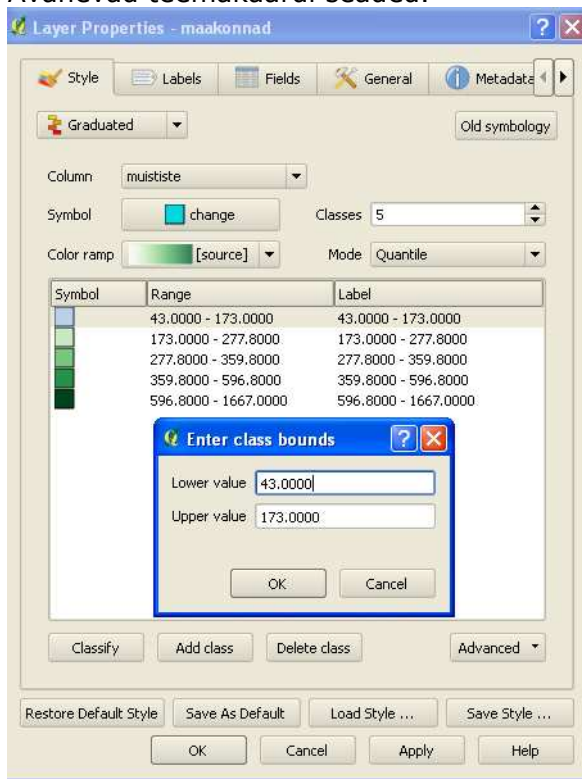 Avanevad teemakaardi seaded:
Layer Properties - maakonnad
Style Labels Fields General Metadata
Graduated Old symbology
Column muististe
Symbol change Classes 5
Color ramp [source] Mode Quantile
Symbol Range Label
43.0000 - 173.0000 43.0000 - 173.0000
173.0000 - 277.8000 173.0000 - 277.8000
277.8000 - 359.8000 277.8000 - 359.8000
359.8000 - 596.8000 359.8000 - 596.8000
596.8000 - 1667.0000 596.8000 - 1667.0000
Enter class bounds
Lower value 43.0000
Upper value 173.0000
OK Cancel
Classify Add class Delete class Advanced
Restore Default Style Save As Default Load Style ... Save Style ...
OK Cancel Apply Help